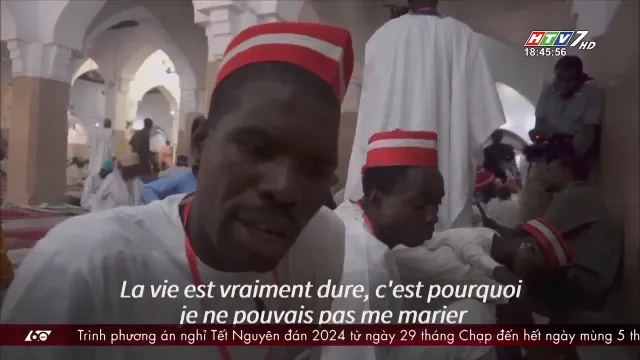 HTV7 HD
18:45:56
La vie est vraiment dure, c'est pourquoi
je ne pouvais pas me marier
60
Trình phương án nghỉ Tết Nguyên đán 2024 từ ngày 29 tháng Chạp đến hết ngày mùng 5 th